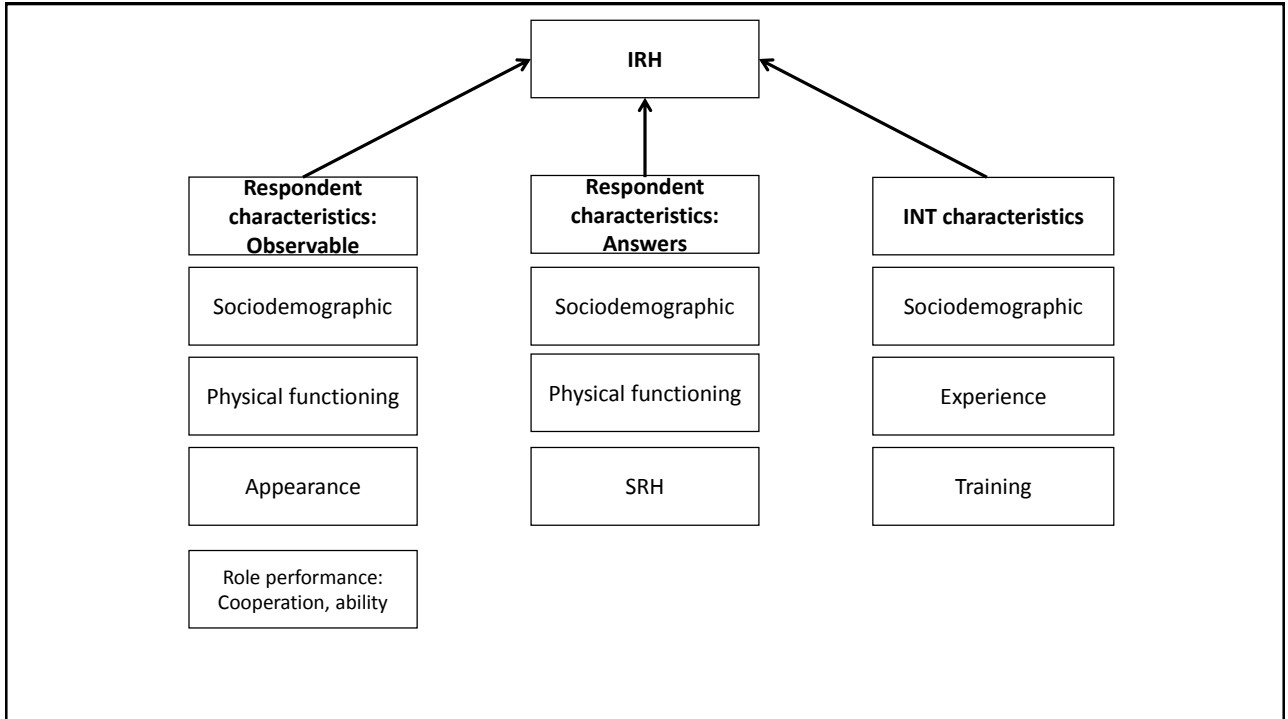 IRH
Respondent
characteristics:
Observable
Sociodemographic
Physical functioning
Appearance
Role performance:
Cooperation, ability
Respondent
characteristics:
Answers
Sociodemographic
Physical functioning
SRH
INT characteristics
Sociodemographic
Experience
Training